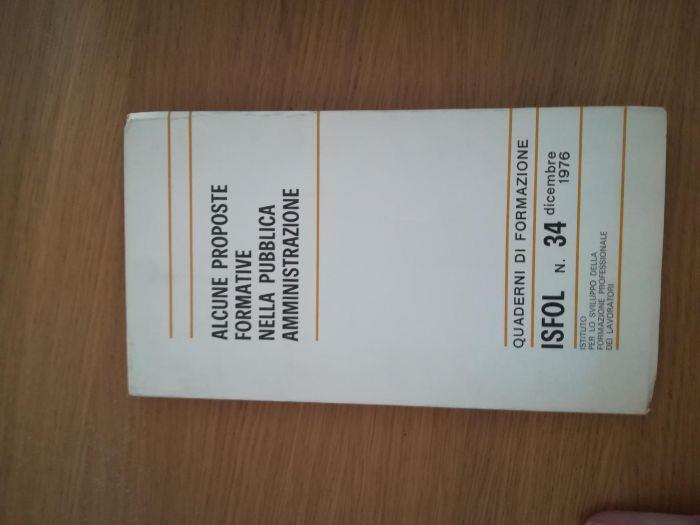 ALCUNE PROPOSTE
FORMATIVE
NELLA PUBBLICA
AMMINISTRAZIONE
QUADERNI DI FORMAZIONE
ISFOL N. 34 dicembre
1976
ISTITUTO
PER LO SVILUPPO DELLA
FORMAZIONE PROFESSIONALE
DEI LAVORATORI